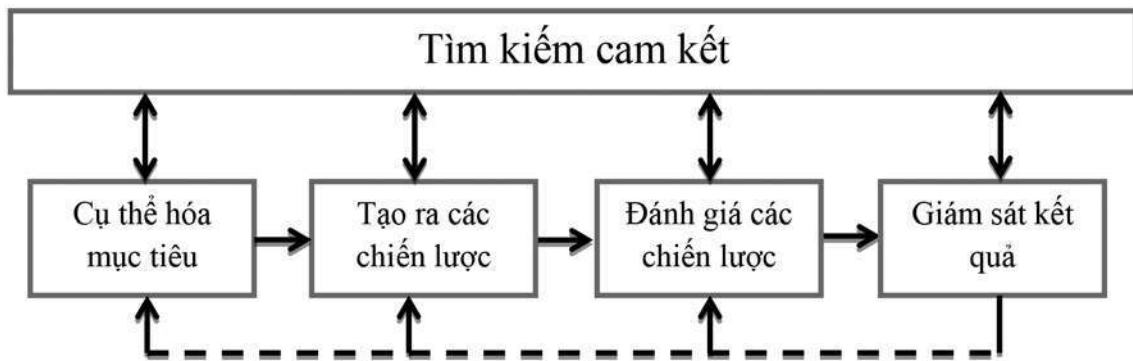 Tìm kiếm cam kết
Cụ thể hóa
mục tiêu
Tạo ra các
chiến lược
Đánh giá các
chiến lược
Giám sát kết
quả